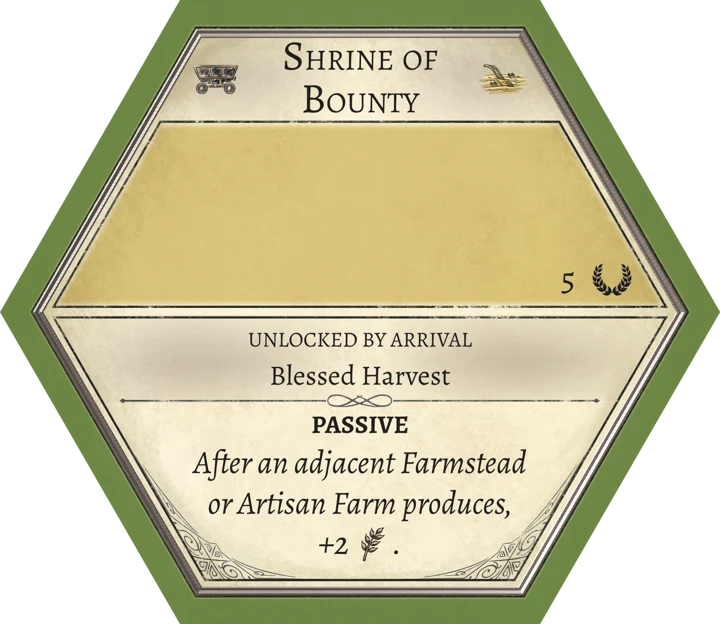 Shrine of
Bounty
5
UNLOCKED BY ARRIVAL
Blessed Harvest
PASSIVE
After an adjacent Farmstead
or Artisan Farm produces,
+2 .